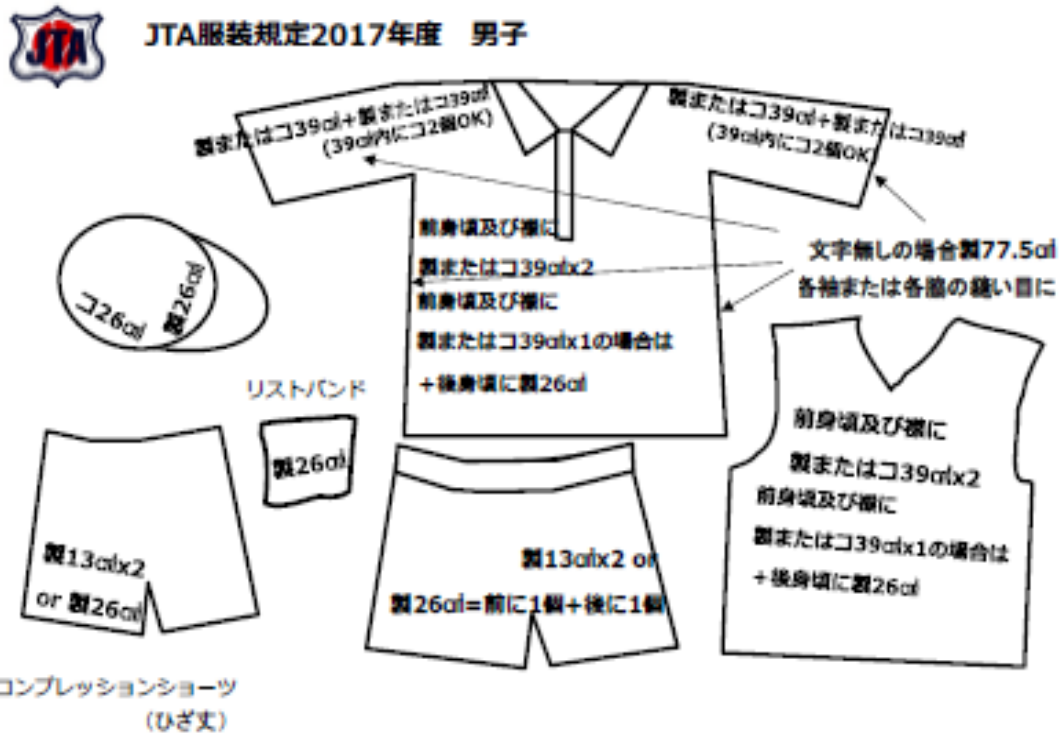 JTA
JTA服装規定2017年度 男子
製またはコ39㎠+製またはコ39㎠
(39㎠内にコ2個OK)
製またはコ39㎠+製またはコ39㎠
(39㎠内にコ2個OK)
前身頃及び襟に
製またはコ39㎠x2
前身頃及び襟に
製またはコ39㎠x1の場合は
+後身頃に製26㎠
文字無しの場合製77.5㎠
各袖または各脇の縫い目に
コ26㎠
製26㎠
リストバンド
製26㎠
製13㎠x2
or 製26㎠
コンプレッションショーツ
(ひざ丈)
製13㎠x2 or
製26㎠=前に1個+後に1個
前身頃及び襟に
製またはコ39㎠x2
前身頃及び襟に
製またはコ39㎠x1の場合は
+後身頃に製26㎠